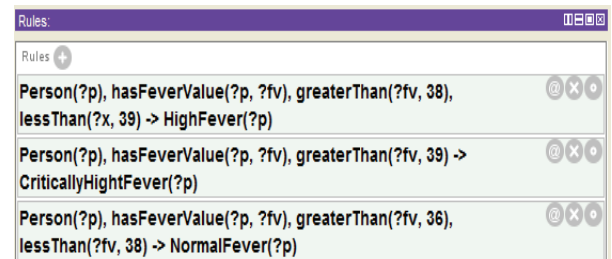 Rules:
Rules
Person(?p), hasFeverValue(?p, ?fv), greaterThan(?fv, 38),
lessThan(?x, 39) -> HighFever(?p)
Person(?p), hasFeverValue(?p, ?fv), greaterThan(?fv, 39) ->
CriticallyHightFever(?p)
Person(?p), hasFeverValue(?p, ?fv), greaterThan(?fv, 36),
lessThan(?fv, 38) -> NormalFever(?p)